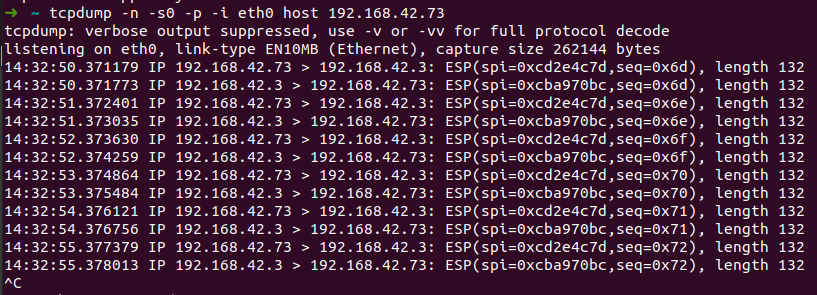 ➜ ~ tcpdump -n -s0 -p -i eth0 host 192.168.42.73
tcpdump: verbose output suppressed, use -v or -vv for full protocol decode
listening on eth0, link-type EN10MB (Ethernet), capture size 262144 bytes
14:32:50.371179 IP 192.168.42.73 > 192.168.42.3: ESP(spi=0xcd2e4c7d,seq=0x6d), length 132
14:32:50.371773 IP 192.168.42.3 > 192.168.42.73: ESP(spi=0xcba970bc,seq=0x6d), length 132
14:32:51.372401 IP 192.168.42.73 > 192.168.42.3: ESP(spi=0xcd2e4c7d,seq=0x6e), length 132
14:32:51.373035 IP 192.168.42.3 > 192.168.42.73: ESP(spi=0xcba970bc,seq=0x6e), length 132
14:32:52.373630 IP 192.168.42.73 > 192.168.42.3: ESP(spi=0xcd2e4c7d,seq=0x6f), length 132
14:32:52.374259 IP 192.168.42.3 > 192.168.42.73: ESP(spi=0xcba970bc,seq=0x6f), length 132
14:32:53.374864 IP 192.168.42.73 > 192.168.42.3: ESP(spi=0xcd2e4c7d,seq=0x70), length 132
14:32:53.375484 IP 192.168.42.3 > 192.168.42.73: ESP(spi=0xcba970bc,seq=0x70), length 132
14:32:54.376121 IP 192.168.42.73 > 192.168.42.3: ESP(spi=0xcd2e4c7d,seq=0x71), length 132
14:32:54.376756 IP 192.168.42.3 > 192.168.42.73: ESP(spi=0xcba970bc,seq=0x71), length 132
14:32:55.377379 IP 192.168.42.73 > 192.168.42.3: ESP(spi=0xcd2e4c7d,seq=0x72), length 132
14:32:55.378013 IP 192.168.42.3 > 192.168.42.73: ESP(spi=0xcba970bc,seq=0x72), length 132
^C